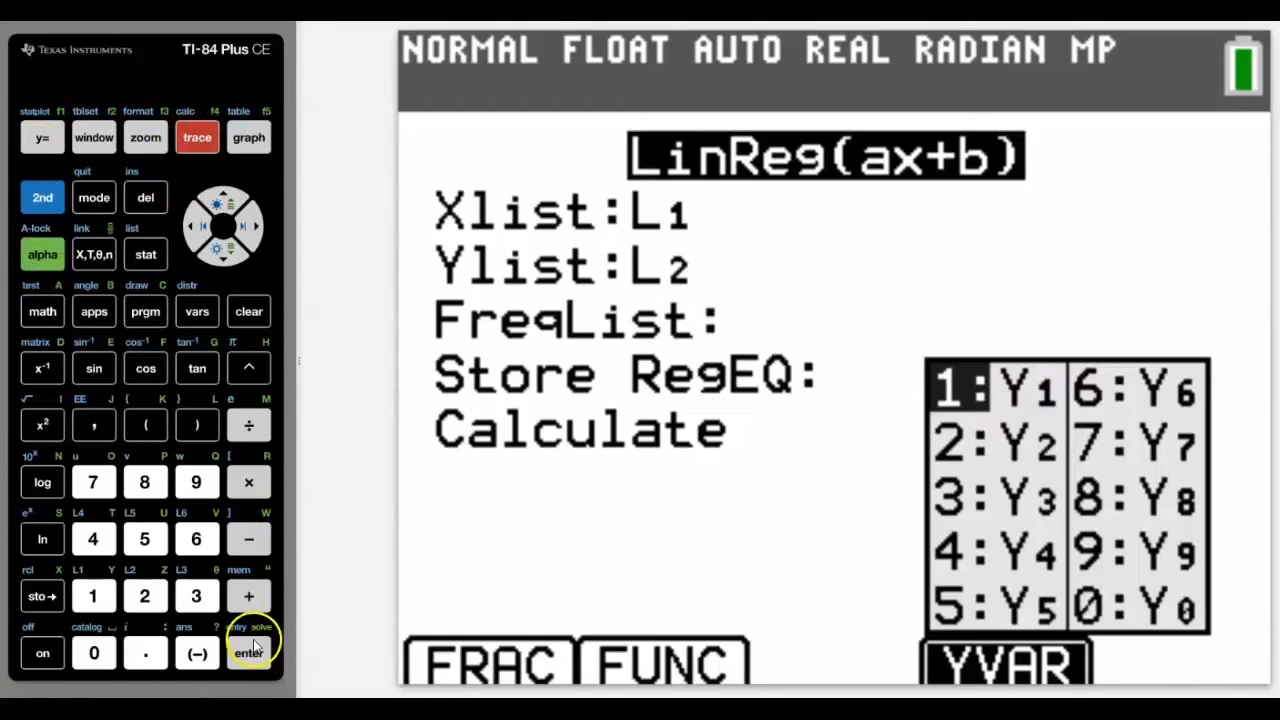 TEXAS INSTRUMENTS TI-84 Plus CE
statplot f1 tblset f2 format f3 calc f4 table f5
y= window zoom trace graph
quit ins
2nd mode del
A-lock link list
alpha X,T,θ,n stat
test A angle B draw C distr
math apps prgm vars clear
matrix D sin⁻¹ E cos⁻¹ F tan⁻¹ G π H
x⁻¹ sin cos tan ^
√ I EE J { K } L e M
x² , ( ) ÷
10ˣ N u O v P w Q [ R
log 7 8 9 ×
eˣ S L4 T L5 U L6 V ] W
ln 4 5 6 −
rcl X L1 Y L2 Z L3 θ mem "
sto→ 1 2 3 +
off catalog i : ans ? entry solve
on 0 . (−) enter
NORMAL FLOAT AUTO REAL RADIAN MP
LinReg(ax+b)
Xlist:L1
Ylist:L2
FreqList:
Store RegEQ:
Calculate
1:Y1 6:Y6
2:Y2 7:Y7
3:Y3 8:Y8
4:Y4 9:Y9
5:Y5 0:Y0
FRAC FUNC YVAR